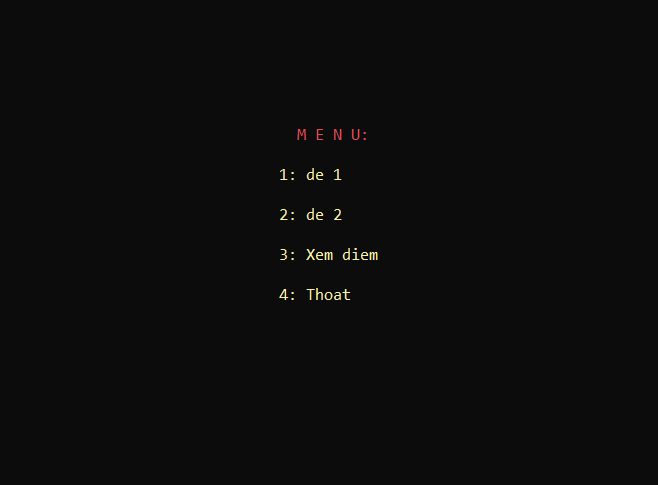 M E N U:
1: de 1
2: de 2
3: Xem diem
4: Thoat